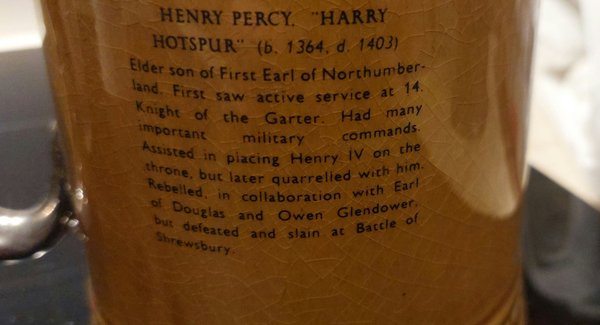 HENRY PERCY, "HARRY
HOTSPUR" (b. 1364, d. 1403)
Elder son of First Earl of Northumber-
land. First saw active service at 14.
Knight of the Garter. Had many
important military commands.
Assisted in placing Henry IV on the
throne, but later quarrelled with him.
Rebelled, in collaboration with Earl
of Douglas and Owen Glendower,
but defeated and slain at Battle of
Shrewsbury.